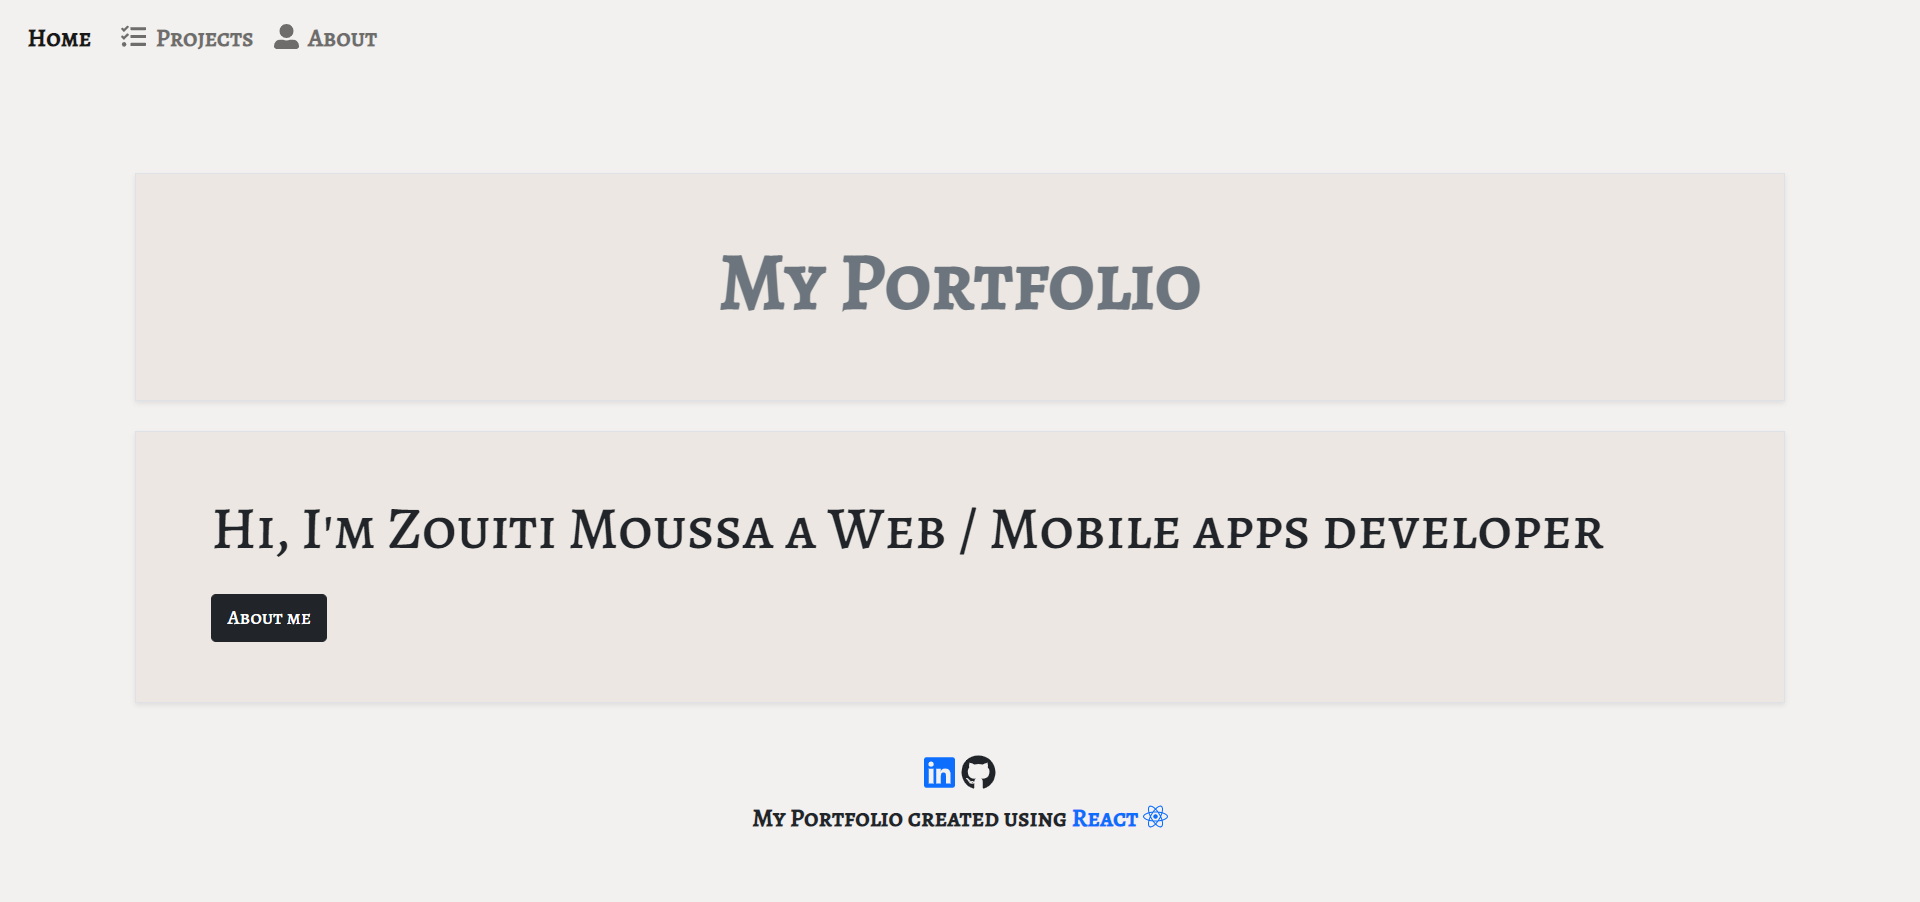 Home Projects About
My Portfolio
Hi, I'm Zouiti Moussa a Web / Mobile apps developer
About me
in
My Portfolio created using React